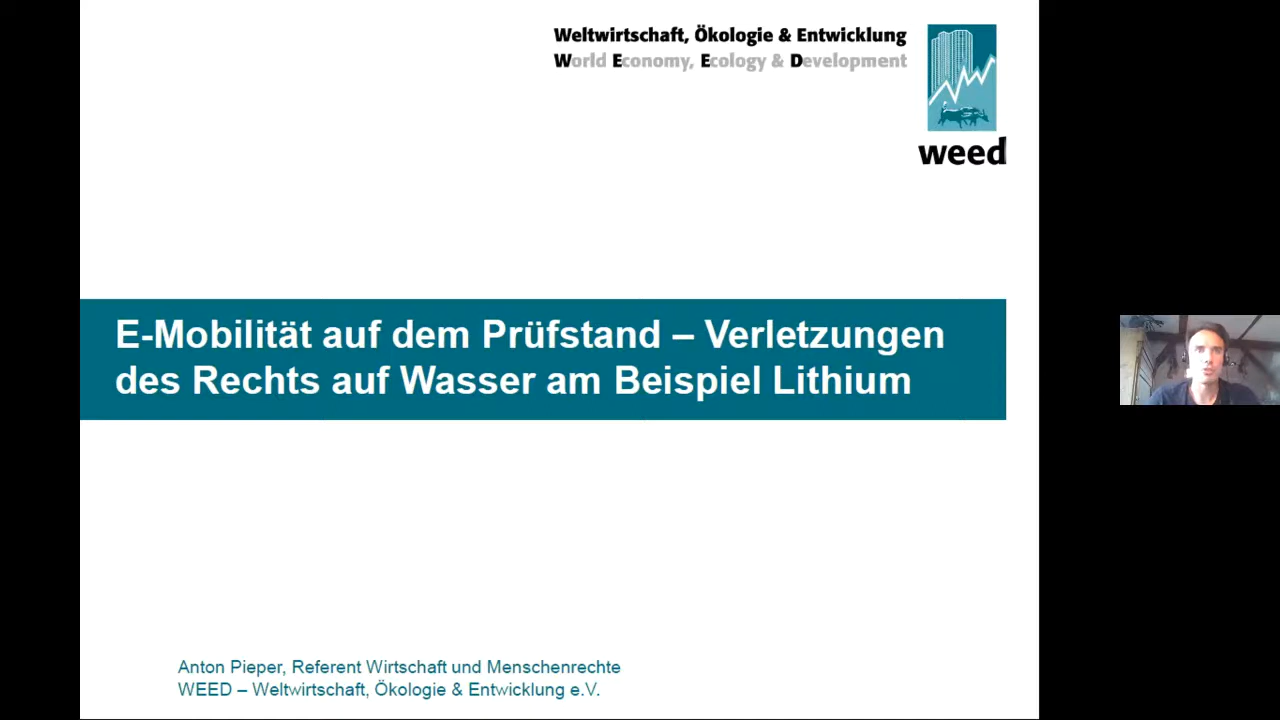 Weltwirtschaft, Ökologie & Entwicklung
World Economy, Ecology & Development
weed
E-Mobilität auf dem Prüfstand – Verletzungen
des Rechts auf Wasser am Beispiel Lithium
Anton Pieper, Referent Wirtschaft und Menschenrechte
WEED – Weltwirtschaft, Ökologie & Entwicklung e.V.